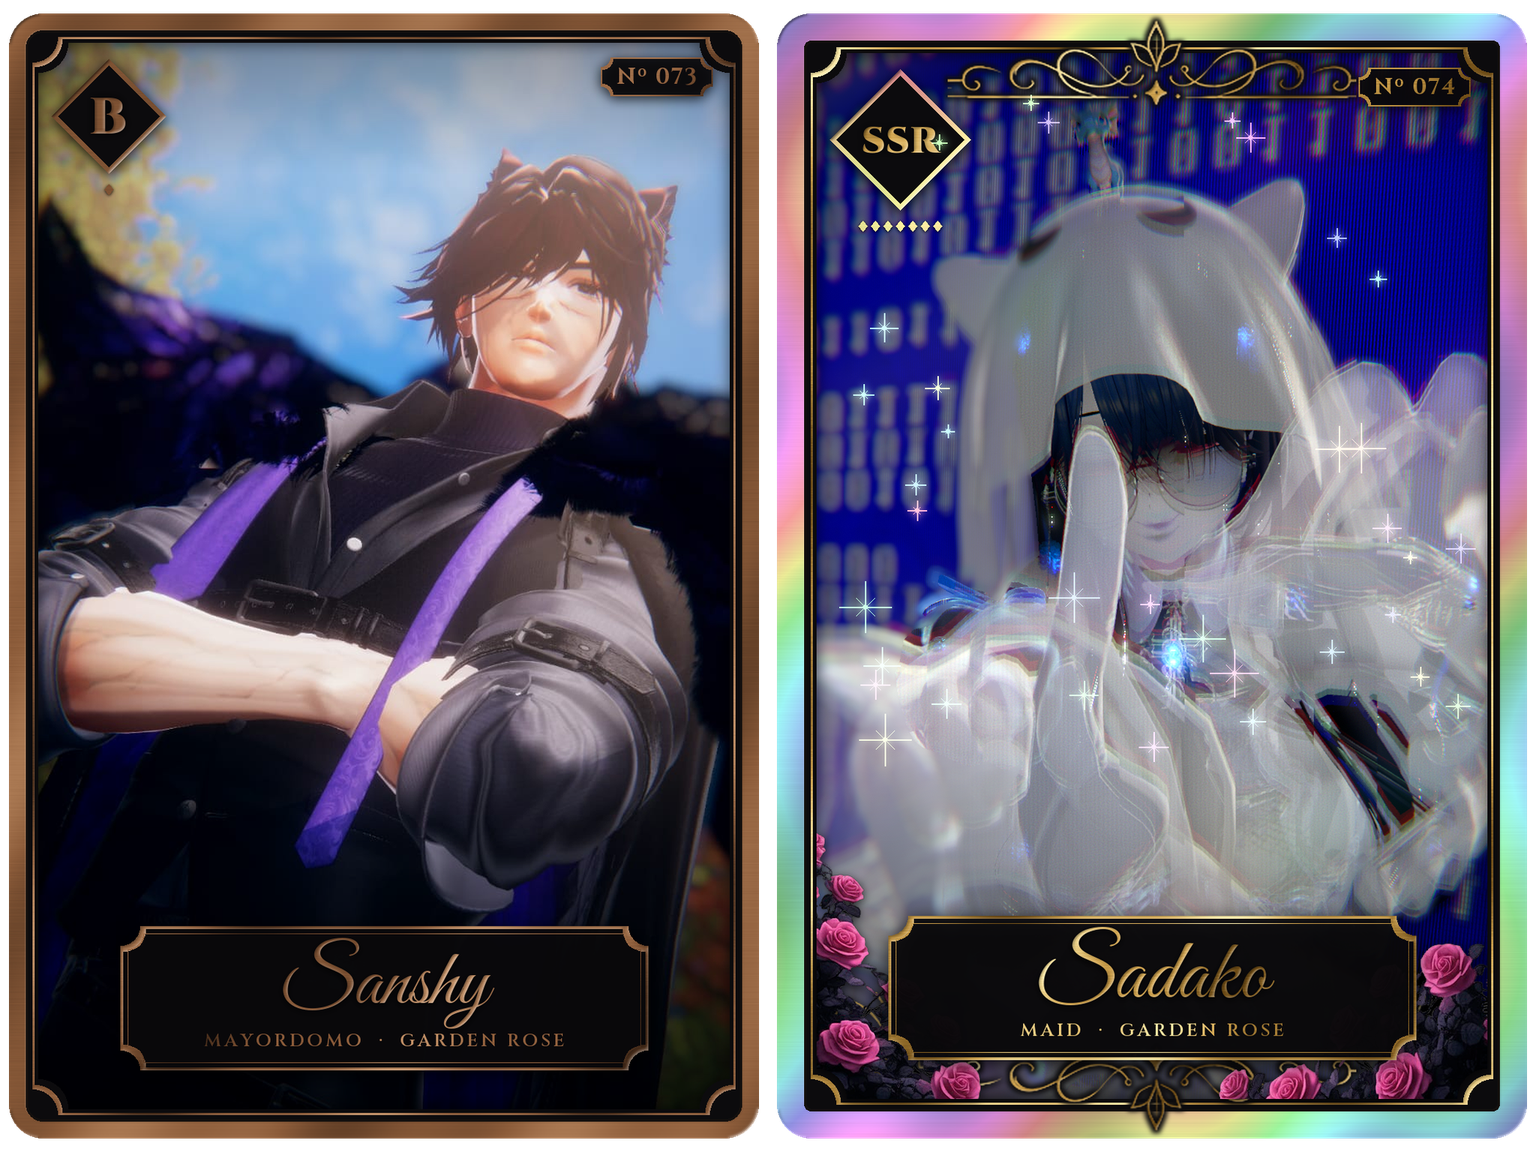 B
Nº 073
Sanshy
MAYORDOMO · GARDEN ROSE
SSR
Nº 074
Sadako
MAID · GARDEN ROSE